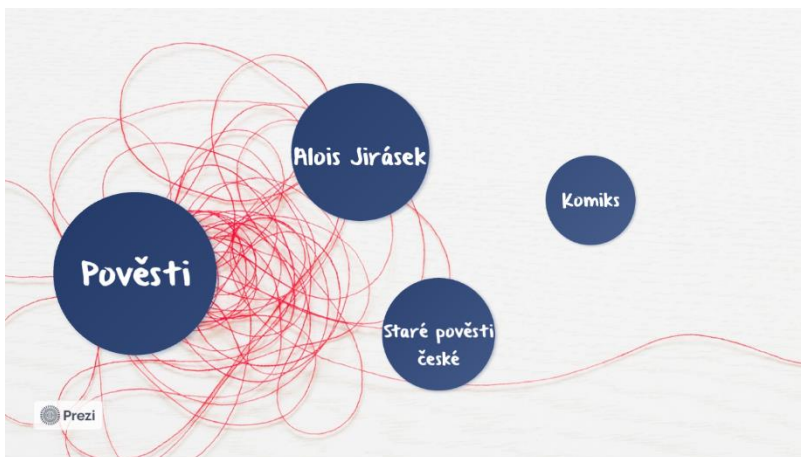 Pověsti
Alois Jirásek
Staré pověsti
české
Komiks
Prezi